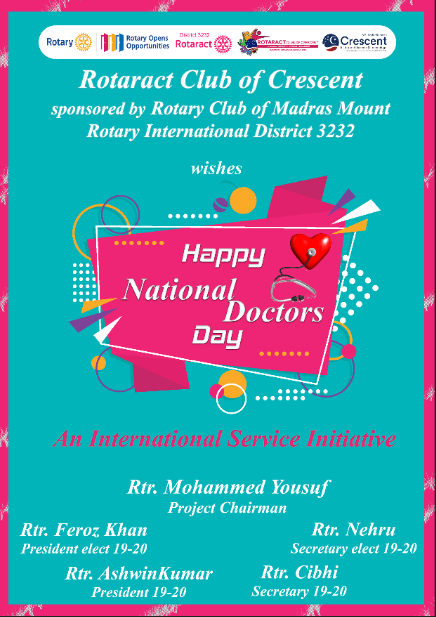 Rotary
Rotary Opens
Opportunities
District 3232
Rotaract
ROTARACT
Crescent
Rotaract Club of Crescent
sponsored by Rotary Club of Madras Mount
Rotary International District 3232
wishes
Happy
National
Doctors
Day
An International Service Initiative
Rtr. Mohammed Yousuf
Project Chairman
Rtr. Feroz Khan
President elect 19-20
Rtr. Nehru
Secretary elect 19-20
Rtr. AshwinKumar
President 19-20
Rtr. Cibhi
Secretary 19-20